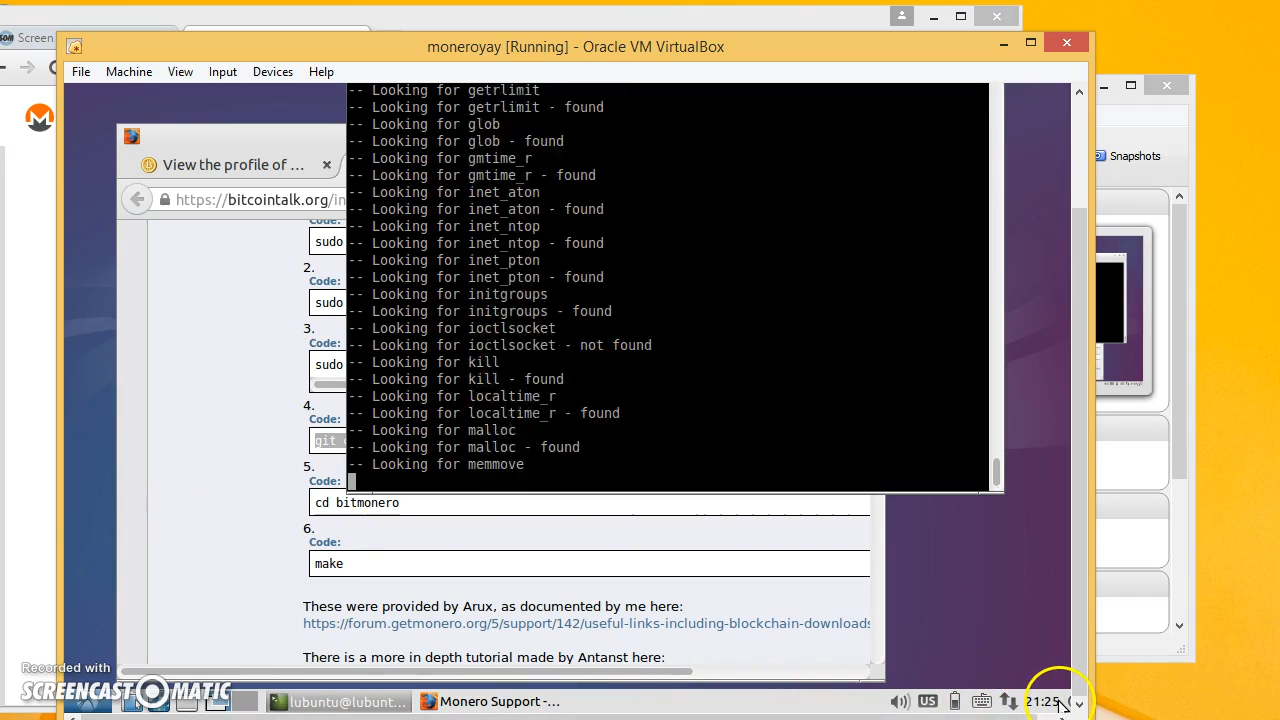 Screen
moneroyay [Running] - Oracle VM VirtualBox
File Machine View Input Devices Help
Snapshots
-- Looking for getrlimit
-- Looking for getrlimit - found
-- Looking for glob
-- Looking for glob - found
-- Looking for gmtime_r
-- Looking for gmtime_r - found
-- Looking for inet_aton
-- Looking for inet_aton - found
-- Looking for inet_ntop
-- Looking for inet_ntop - found
-- Looking for inet_pton
-- Looking for inet_pton - found
-- Looking for initgroups
-- Looking for initgroups - found
-- Looking for ioctlsocket
-- Looking for ioctlsocket - not found
-- Looking for kill
-- Looking for kill - found
-- Looking for localtime_r
-- Looking for localtime_r - found
-- Looking for malloc
-- Looking for malloc - found
-- Looking for memmove
View the profile of ...
https://bitcointalk.org/in
Code:
sudo
2.
Code:
sudo
3.
Code:
sudo
4.
Code:
git
5.
Code:
cd bitmonero
6.
Code:
make
These were provided by Arux, as documented by me here:
https://forum.getmonero.org/5/support/142/useful-links-including-blockchain-downloads
There is a more in depth tutorial made by Antanst here:
Recorded with
SCREENCAST MATIC
lubuntu@lubunt...
Monero Support -...
US
21:25